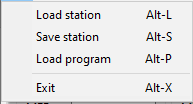 Load station Alt-L
Save station Alt-S
Load program Alt-P
Exit Alt-X